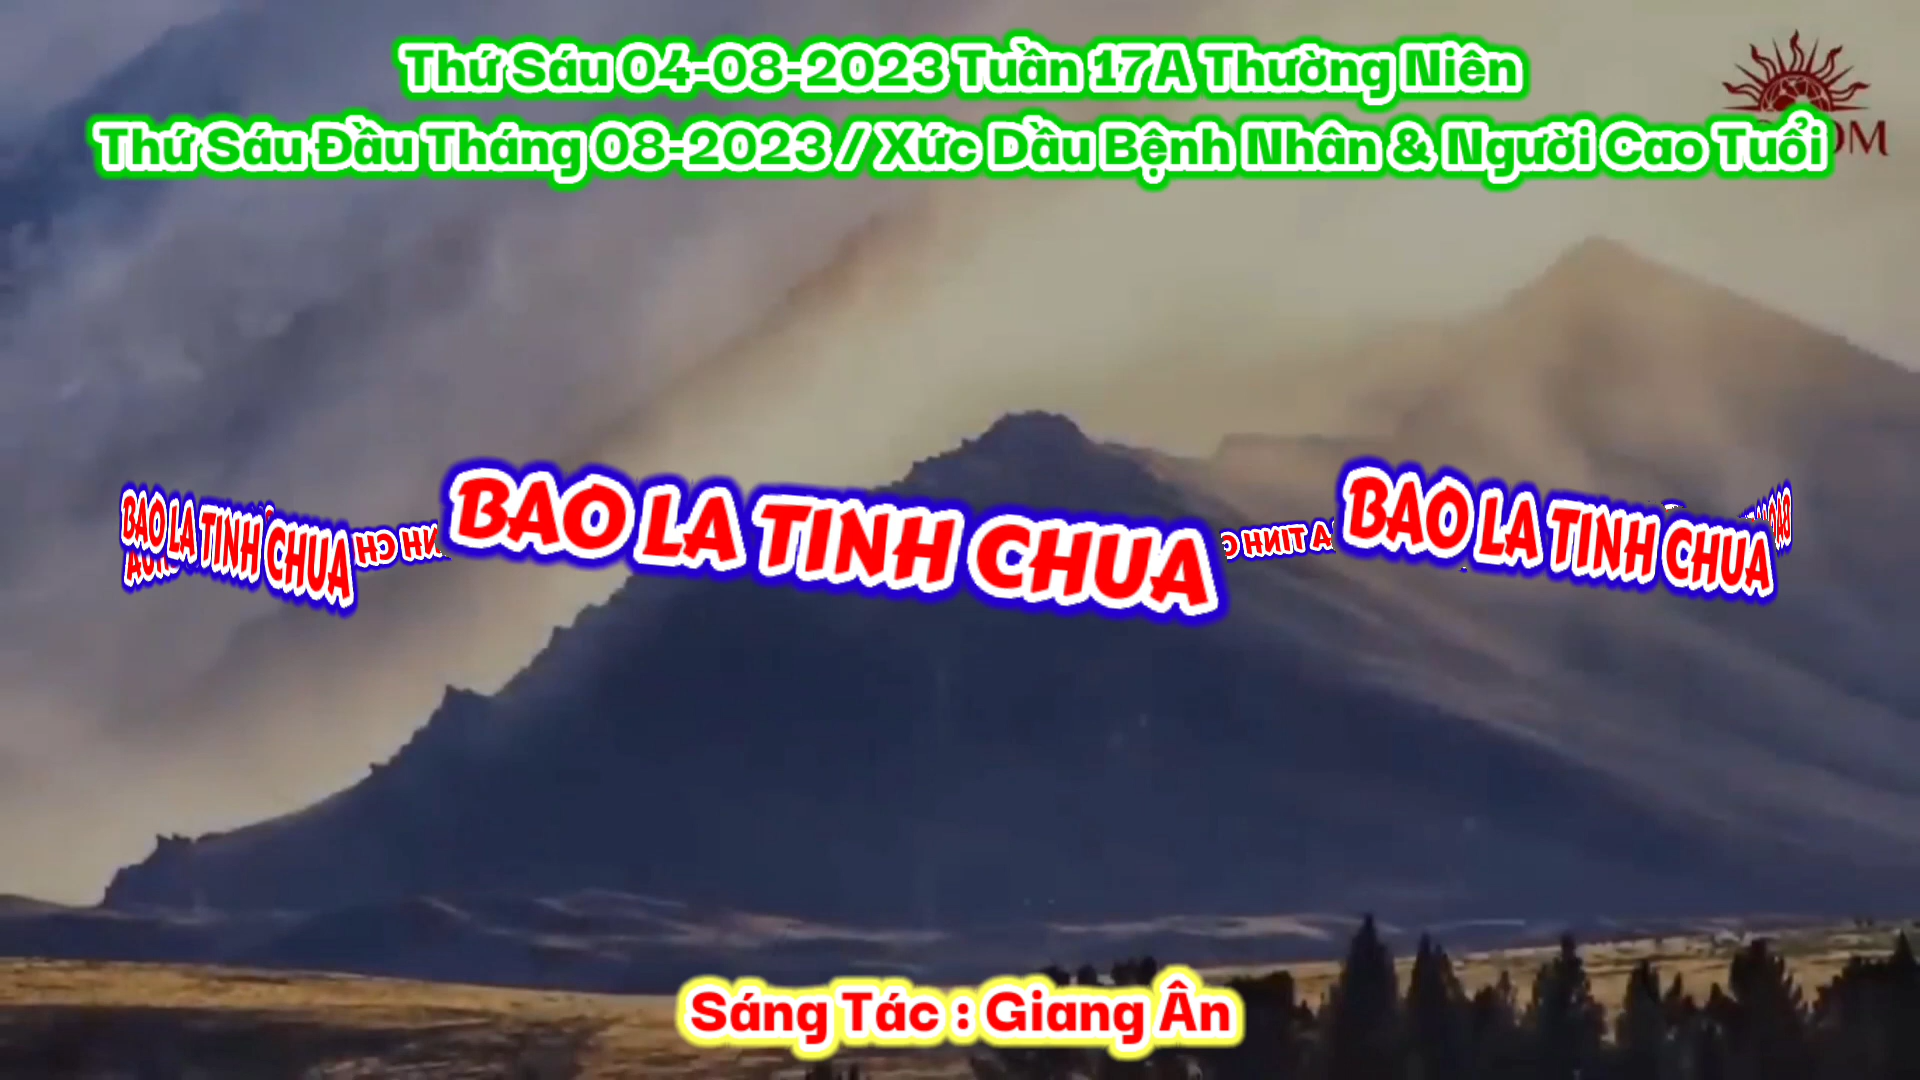 Thứ Sáu 04-08-2023 Tuần 17A Thường Niên
Thứ Sáu Đầu Tháng 08-2023 / Xức Dầu Bệnh Nhân & Người Cao Tuổi
BAO LA TINH CHUA
BAO LA TINH CHUA
BAO LA TINH CHUA
Sáng Tác : Giang Ân